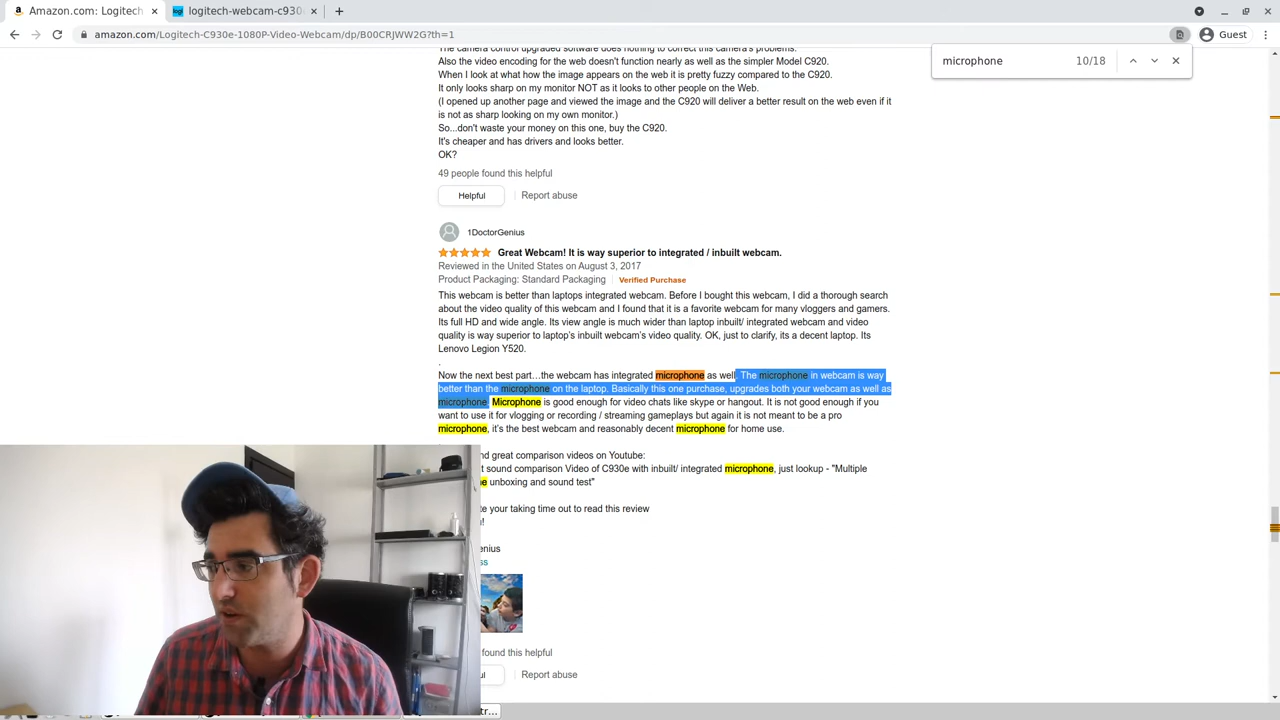 Amazon.com: Logitech
logitech-webcam-c930
amazon.com/Logitech-C930e-1080P-Video-Webcam/dp/B00CRJWW2G?th=1
Guest
microphone
10/18
The camera control upgraded software does nothing to correct this camera's problems.
Also the video encoding for the web doesn't function nearly as well as the simpler Model C920.
When I look at what how the image appears on the web it is pretty fuzzy compared to the C920.
It only looks sharp on my monitor NOT as it looks to other people on the Web.
(I opened up another page and viewed the image and the C920 will deliver a better result on the web even if it
is not as sharp looking on my own monitor.)
So...don't waste your money on this one, buy the C920.
It's cheaper and has drivers and looks better.
OK?
49 people found this helpful
Helpful
Report abuse
1DoctorGenius
Great Webcam! It is way superior to integrated / inbuilt webcam.
Reviewed in the United States on August 3, 2017
Product Packaging: Standard Packaging
Verified Purchase
This webcam is better than laptops integrated webcam. Before I bought this webcam, I did a thorough search
about the video quality of this webcam and I found that it is a favorite webcam for many vloggers and gamers.
Its full HD and wide angle. Its view angle is much wider than laptop inbuilt/ integrated webcam and video
quality is way superior to laptop's inbuilt webcam's video quality. OK, just to clarify, its a decent laptop. Its
Lenovo Legion Y520.
.
Now the next best part…the webcam has integrated microphone as well. The microphone in webcam is way
better than the microphone on the laptop. Basically this one purchase, upgrades both your webcam as well as
microphone. Microphone is good enough for video chats like skype or hangout. It is not good enough if you
want to use it for vlogging or recording / streaming gameplays but again it is not meant to be a pro
microphone, it's the best webcam and reasonably decent microphone for home use.
nd great comparison videos on Youtube:
t sound comparison Video of C930e with inbuilt/ integrated microphone, just lookup - "Multiple
ne unboxing and sound test"
te your taking time out to read this review
!
enius
ss
found this helpful
ul
Report abuse
tr...